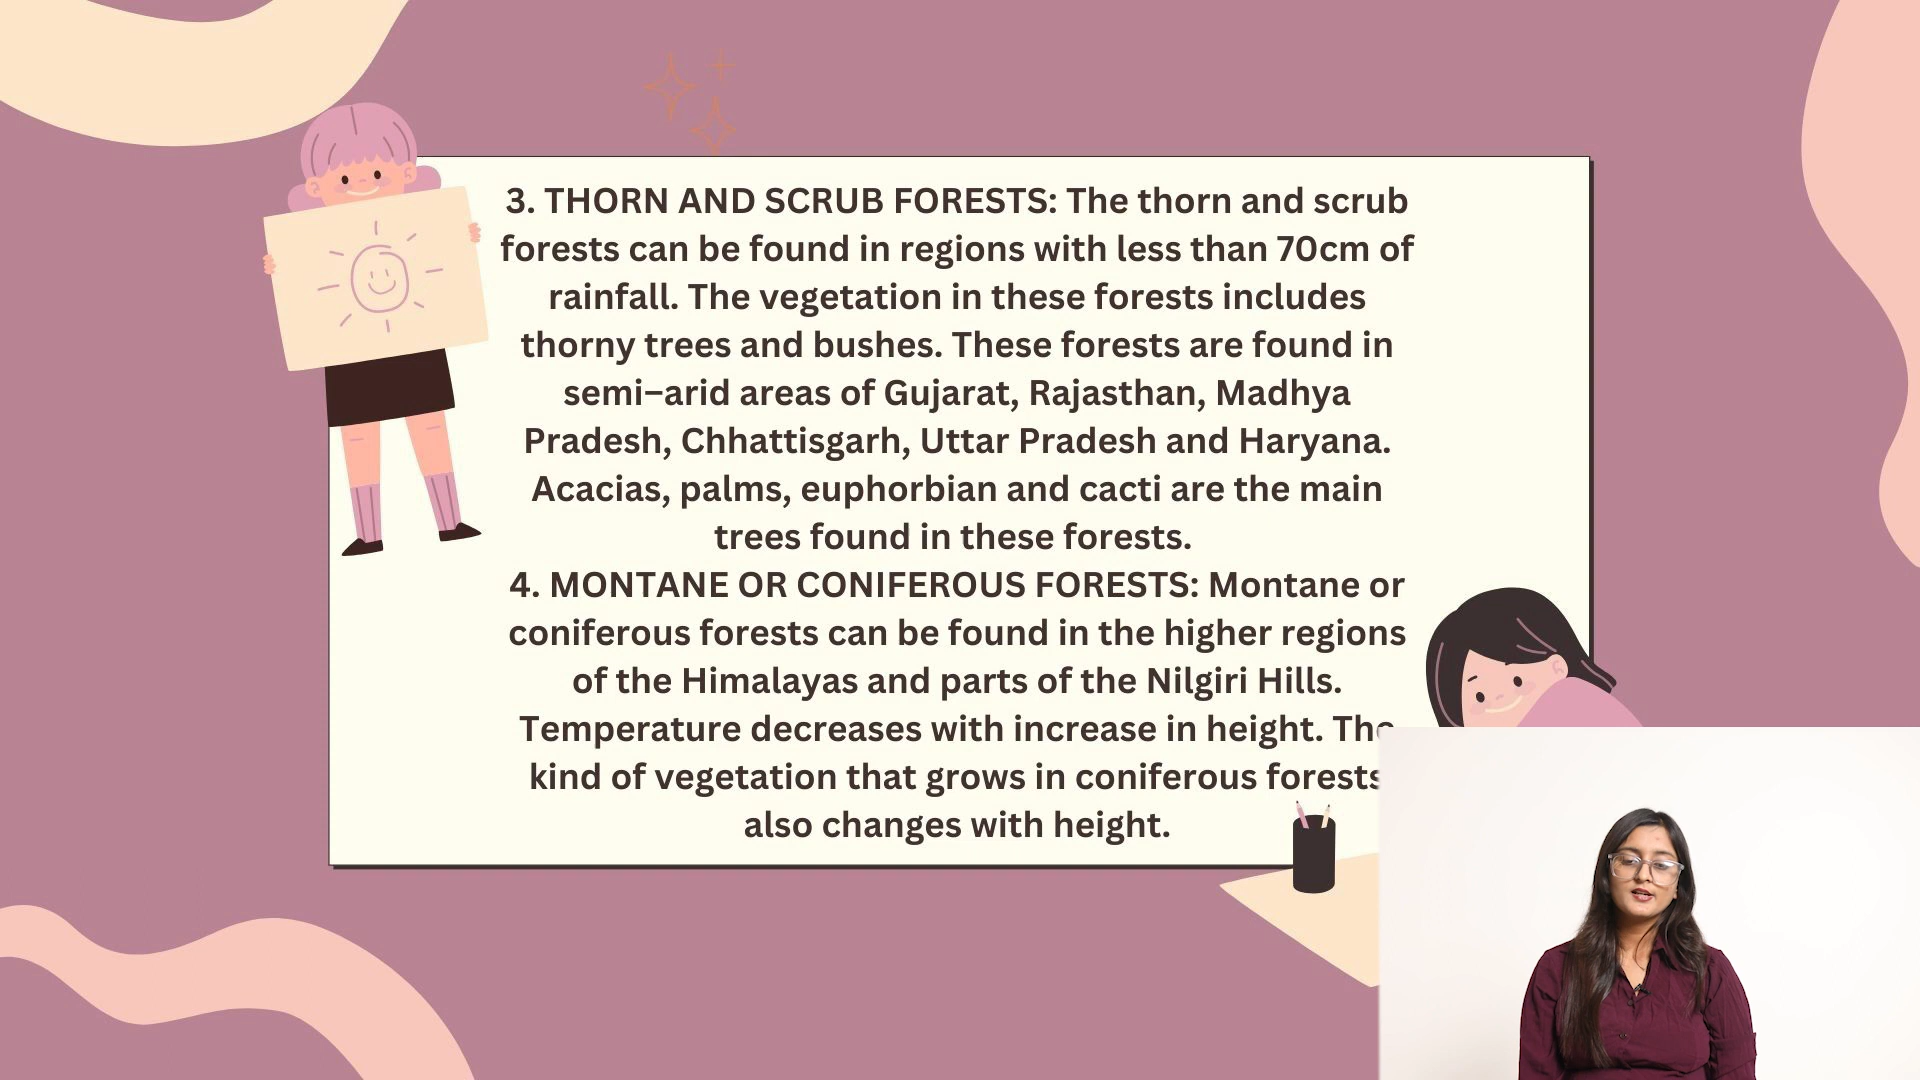 3. THORN AND SCRUB FORESTS: The thorn and scrub
forests can be found in regions with less than 70cm of
rainfall. The vegetation in these forests includes
thorny trees and bushes. These forests are found in
semi–arid areas of Gujarat, Rajasthan, Madhya
Pradesh, Chhattisgarh, Uttar Pradesh and Haryana.
Acacias, palms, euphorbian and cacti are the main
trees found in these forests.
4. MONTANE OR CONIFEROUS FORESTS: Montane or
coniferous forests can be found in the higher regions
of the Himalayas and parts of the Nilgiri Hills.
Temperature decreases with increase in height. The
kind of vegetation that grows in coniferous forests
also changes with height.